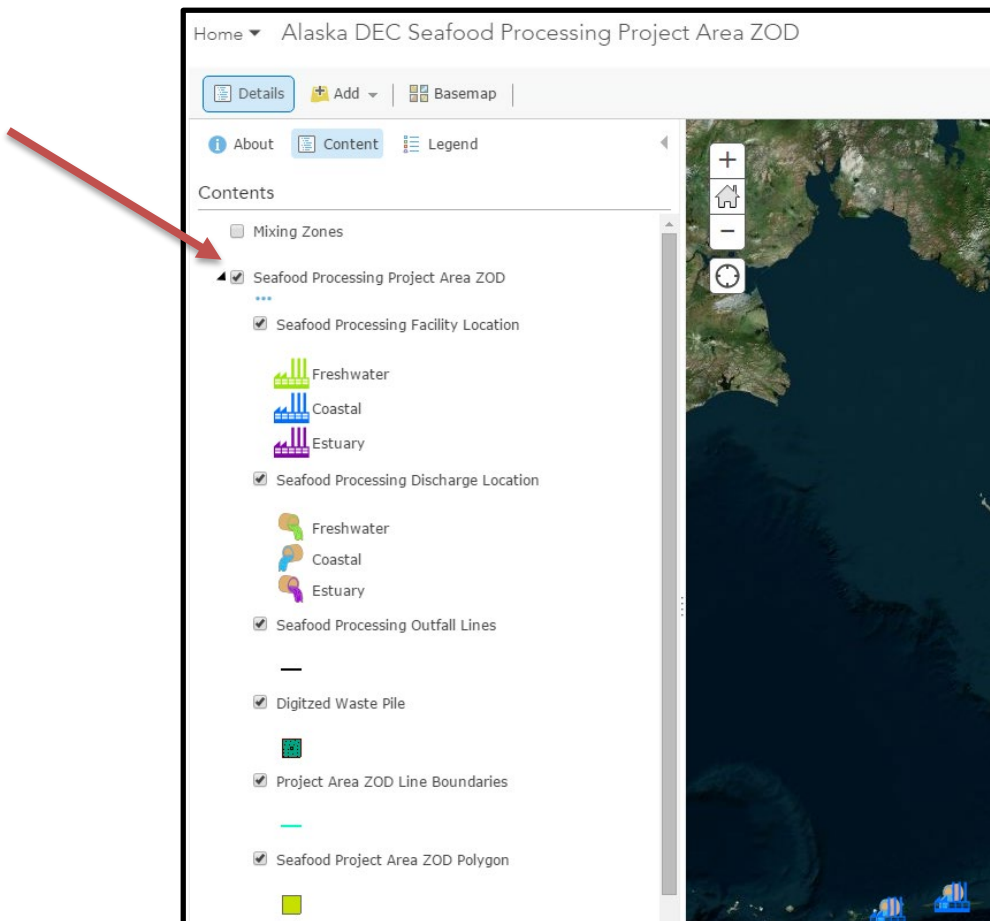 Home Alaska DEC Seafood Processing Project Area ZOD
Details Add Basemap
About Content Legend
Contents
Mixing Zones
Seafood Processing Project Area ZOD
Seafood Processing Facility Location
Freshwater
Coastal
Estuary
Seafood Processing Discharge Location
Freshwater
Coastal
Estuary
Seafood Processing Outfall Lines
Digitzed Waste Pile
Project Area ZOD Line Boundaries
Seafood Project Area ZOD Polygon